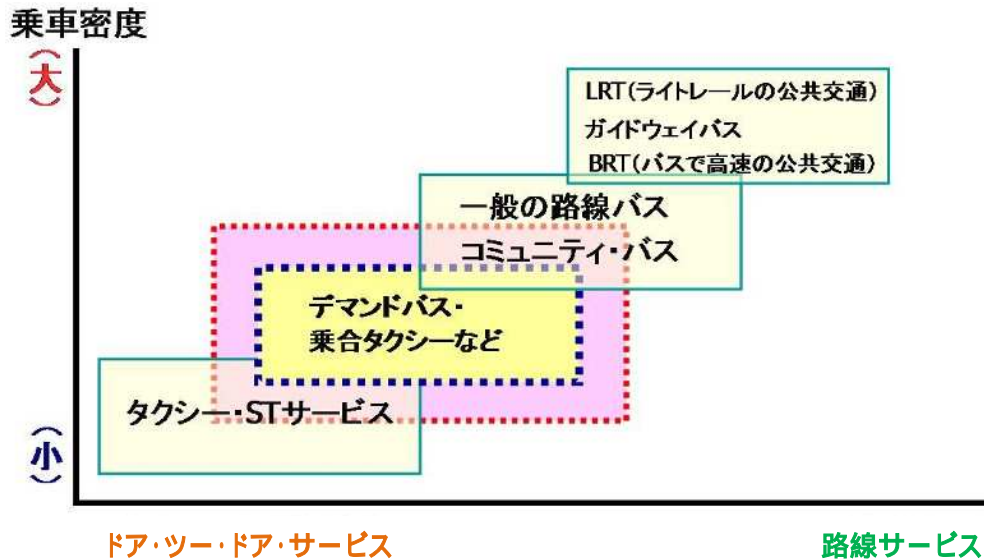 乗車密度
（大）
LRT(ライトレールの公共交通)
ガイドウェイバス
BRT(バスで高速の公共交通)
一般の路線バス
コミュニティ・バス
デマンドバス・
乗合タクシーなど
タクシー・STサービス
（小）
ドア・ツー・ドア・サービス
路線サービス